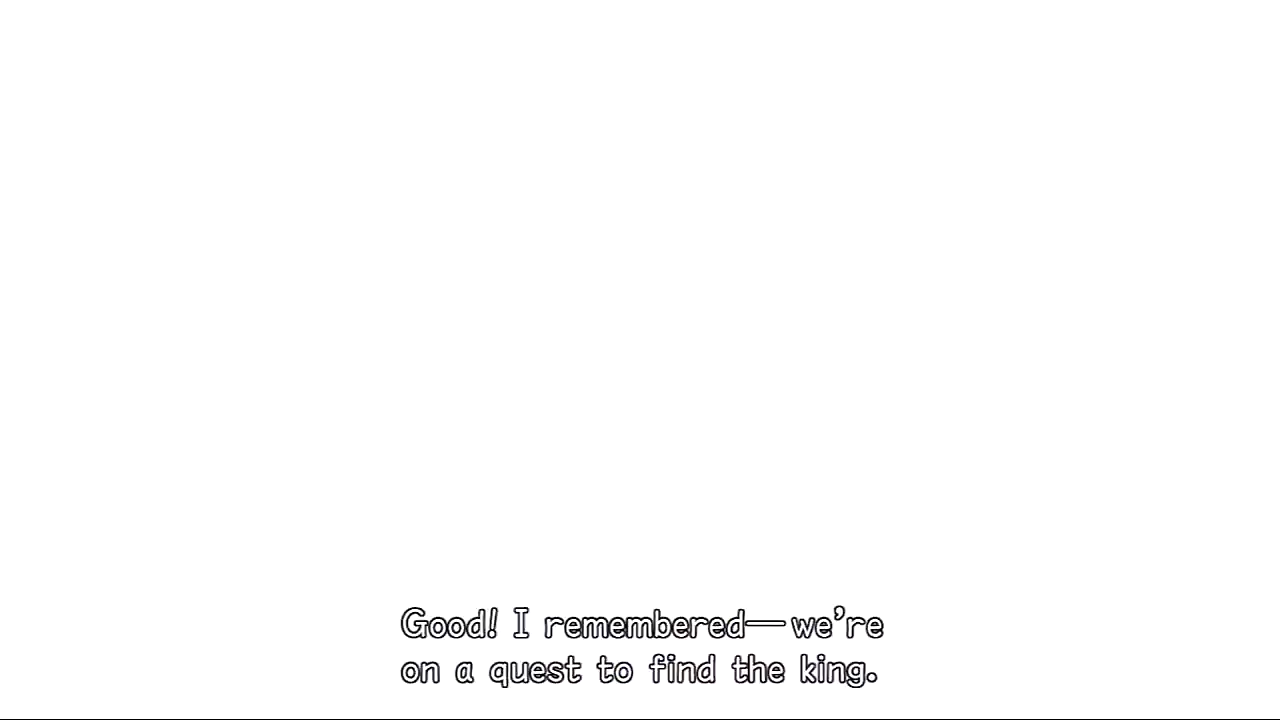 Good! I remembered—we’re
on a quest to find the king.